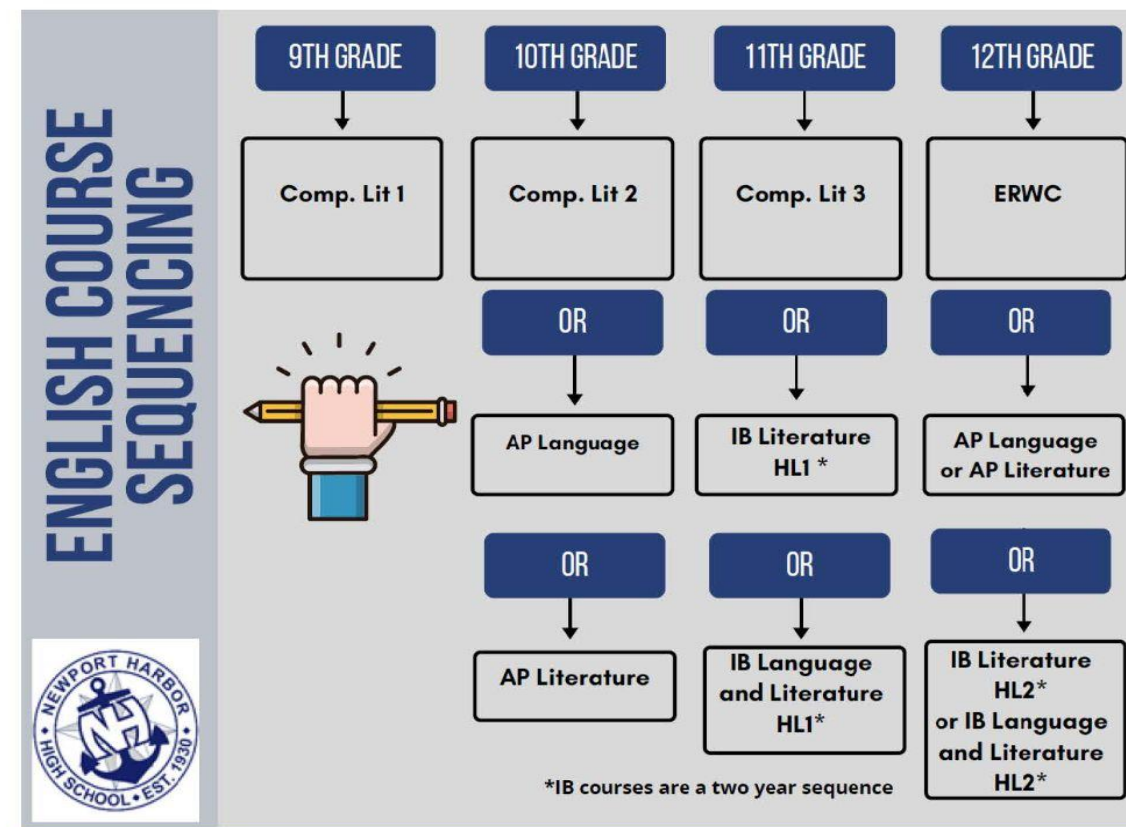 ENGLISH COURSE
SEQUENCING
9TH GRADE
Comp. Lit 1
10TH GRADE
Comp. Lit 2
OR
AP Language
OR
AP Literature
11TH GRADE
Comp. Lit 3
OR
IB Literature
HL1 *
OR
IB Language
and Literature
HL1*
12TH GRADE
ERWC
OR
AP Language
or AP Literature
OR
IB Literature
HL2*
or IB Language
and Literature
HL2*
*IB courses are a two year sequence
NEWPORT HARBOR
NH
HIGH SCHOOL • EST. 1930